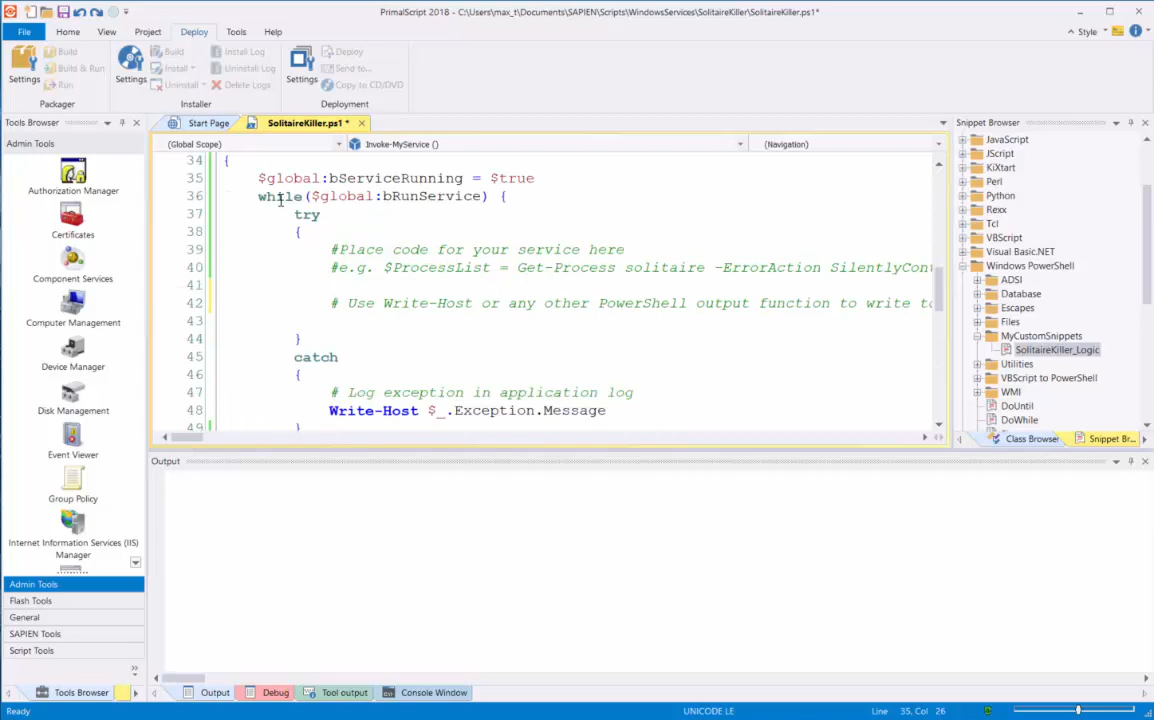 PrimalScript 2018 - C:\Users\max_t\Documents\SAPIEN\Scripts\WindowsServices\SolitaireKiller\SolitaireKiller.ps1*
File Home View Project Deploy Tools Help Style
Settings Build Build & Run Run Packager
Settings Build Install Uninstall Install Log Uninstall Log Delete Logs Installer
Settings Deploy Send to... Copy to CD/DVD Deployment
Tools Browser
Admin Tools
Authorization Manager
Certificates
Component Services
Computer Management
Device Manager
Disk Management
Event Viewer
Group Policy
Internet Information Services (IIS)
Manager
Admin Tools
Flash Tools
General
SAPIEN Tools
Script Tools
Tools Browser
Start Page SolitaireKiller.ps1 *
(Global Scope) Invoke-MyService () (Navigation)
34 {
35 $global:bServiceRunning = $true
36 while($global:bRunService) {
37 try
38 {
39 #Place code for your service here
40 #e.g. $ProcessList = Get-Process solitaire -ErrorAction SilentlyCont
41
42 # Use Write-Host or any other PowerShell output function to write to
43
44 }
45 catch
46 {
47 # Log exception in application log
48 Write-Host $_.Exception.Message
49 }
Output
Output Debug Tool output Console Window
Snippet Browser
JavaScript
JScript
KiXtart
Perl
Python
Rexx
Tcl
VBScript
Visual Basic.NET
Windows PowerShell
ADSI
Database
Escapes
Files
MyCustomSnippets
SolitaireKiller_Logic
Utilities
VBScript to PowerShell
WMI
DoUntil
DoWhile
Class Browser Snippet Br...
Ready UNICODE LE Line 35, Col 26